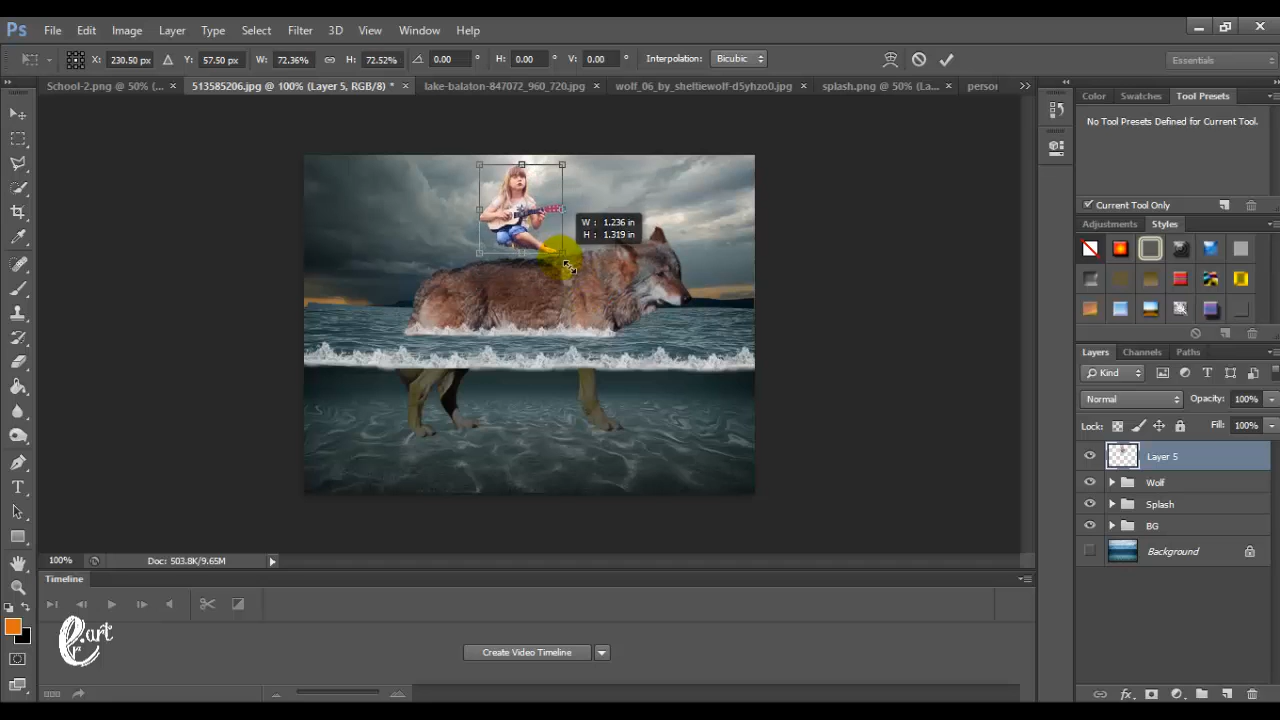 Ps File Edit Image Layer Type Select Filter 3D View Window Help
X: 230.50 px Y: 57.50 px W: 72.36% H: 72.52% 0.00 ° H: 0.00 ° V: 0.00 ° Interpolation: Bicubic Essentials
School-2.png @ 50% (... × 513585206.jpg @ 100% (Layer 5, RGB/8) * × lake-balaton-847072_960_720.jpg × wolf_06_by_sheltiewolf-d5yhzo0.jpg × splash.png @ 50% (La... × person
Color Swatches Tool Presets
No Tool Presets Defined for Current Tool.
Current Tool Only
Adjustments Styles
W : 1.236 in
H : 1.319 in
Layers Channels Paths
Kind
Normal Opacity: 100%
Lock: Fill: 100%
Layer 5
Wolf
Splash
BG
Background
100% Doc: 503.8K/9.65M
Timeline
Create Video Timeline